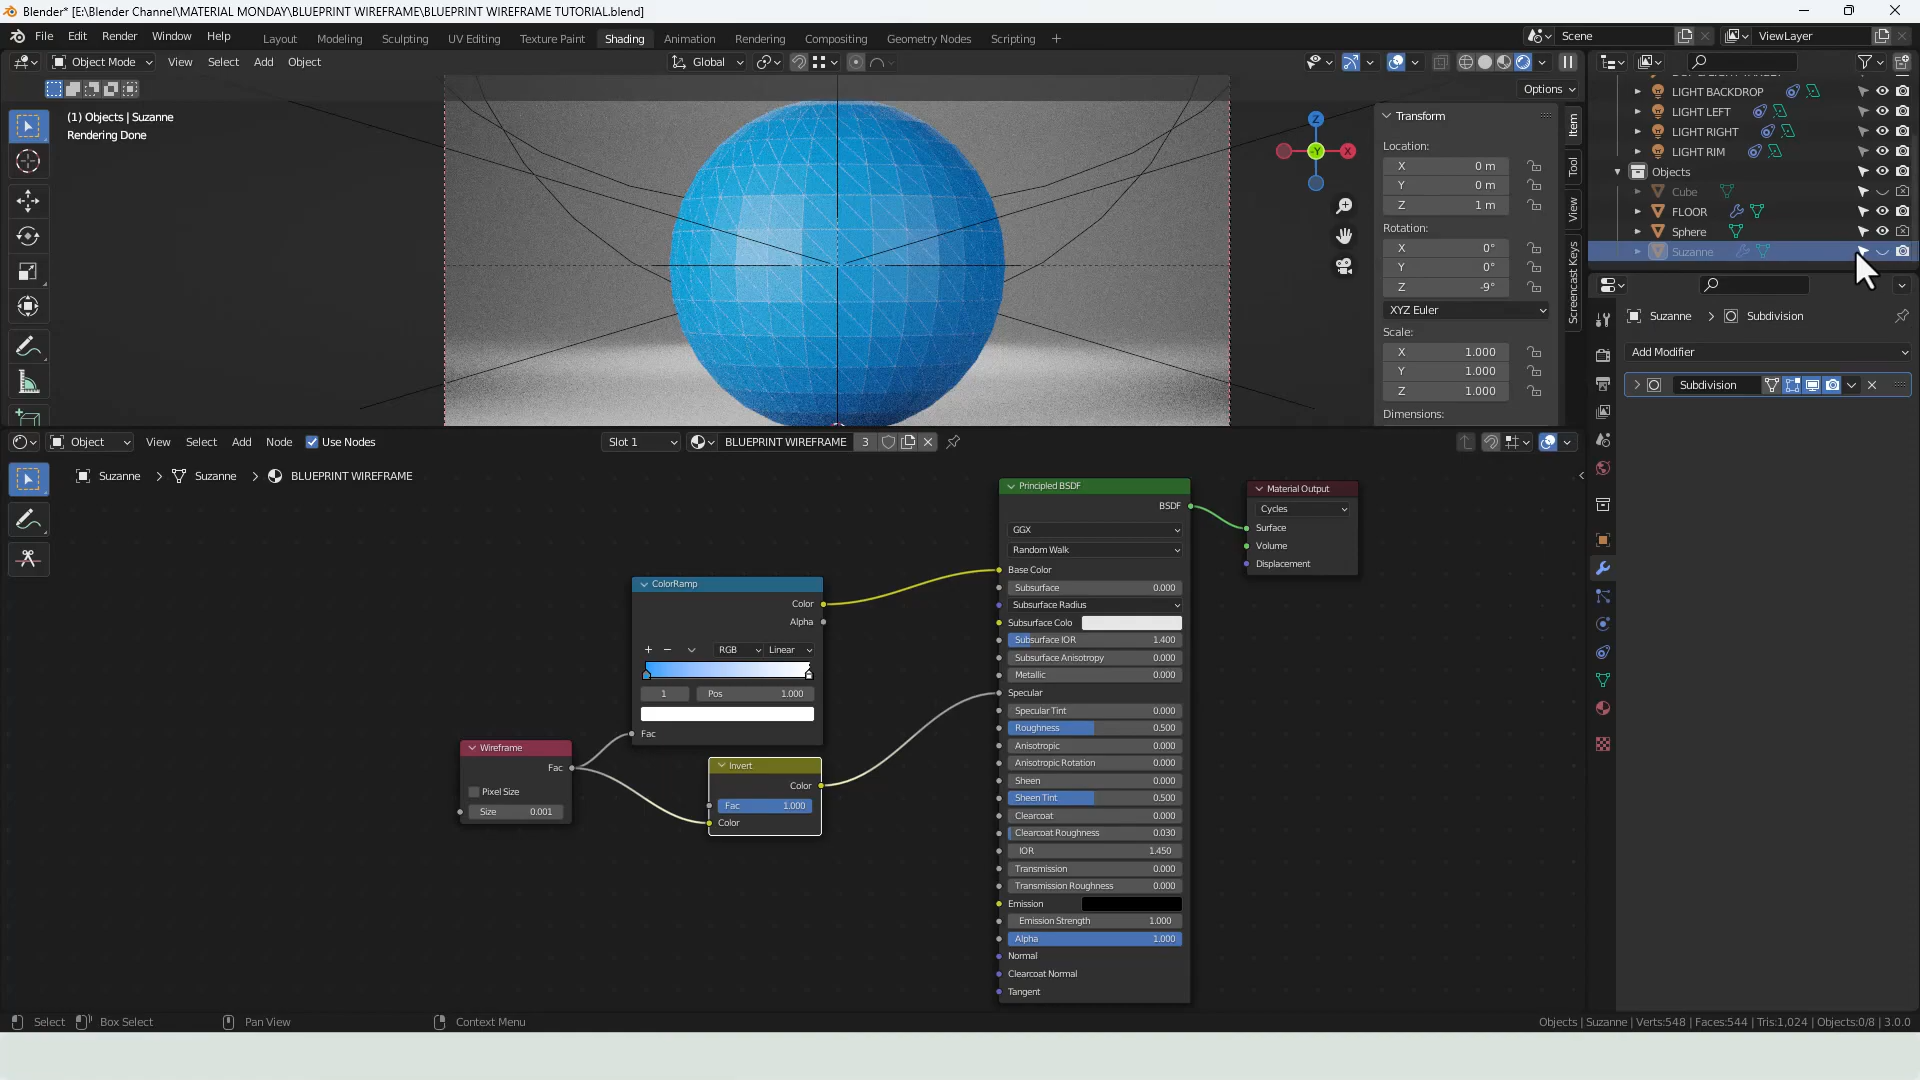 Blender* [E:\Blender Channel\MATERIAL MONDAY\BLUEPRINT WIREFRAME\BLUEPRINT WIREFRAME TUTORIAL.blend]
File Edit Render Window Help Layout Modeling Sculpting UV Editing Texture Paint Shading Animation Rendering Compositing Geometry Nodes Scripting + Scene ViewLayer
Object Mode View Select Add Object Global
Options
(1) Objects | Suzanne
Rendering Done
Z
-Y
X
Transform
Location:
X 0 m
Y 0 m
Z 1 m
Rotation:
X 0°
Y 0°
Z -9°
XYZ Euler
Scale:
X 1.000
Y 1.000
Z 1.000
Dimensions:
Item
Tool
View
Screencast Keys
LIGHT BACKDROP
LIGHT LEFT
LIGHT RIGHT
LIGHT RIM
Objects
Cube
FLOOR
Sphere
Suzanne
Suzanne > Subdivision
Add Modifier
Subdivision
Object View Select Add Node Use Nodes Slot 1 BLUEPRINT WIREFRAME 3
Suzanne > Suzanne > BLUEPRINT WIREFRAME
Wireframe
Fac
Pixel Size
Size 0.001
ColorRamp
Color
Alpha
+ − RGB Linear
1 Pos 1.000
Fac
Invert
Color
Fac 1.000
Color
Principled BSDF
BSDF
GGX
Random Walk
Base Color
Subsurface 0.000
Subsurface Radius
Subsurface Colo
Subsurface IOR 1.400
Subsurface Anisotropy 0.000
Metallic 0.000
Specular
Specular Tint 0.000
Roughness 0.500
Anisotropic 0.000
Anisotropic Rotation 0.000
Sheen 0.000
Sheen Tint 0.500
Clearcoat 0.000
Clearcoat Roughness 0.030
IOR 1.450
Transmission 0.000
Transmission Roughness 0.000
Emission
Emission Strength 1.000
Alpha 1.000
Normal
Clearcoat Normal
Tangent
Material Output
Cycles
Surface
Volume
Displacement
Select Box Select Pan View Context Menu Objects | Suzanne | Verts:548 | Faces:544 | Tris:1,024 | Objects:0/8 | 3.0.0